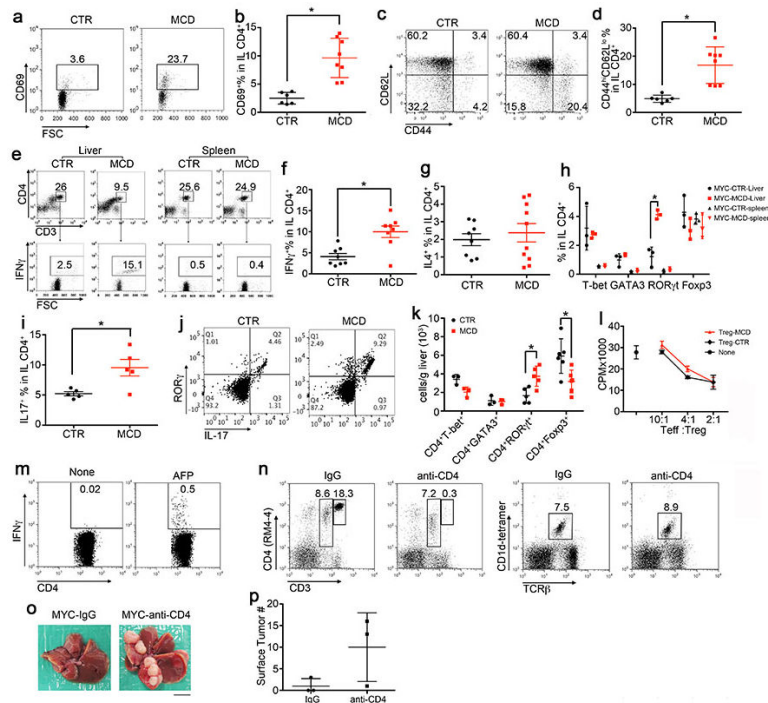 a
CTR
MCD
3.6
23.7
CD69
FSC
b
*
CD69⁺% in IL CD4⁺
CTR
MCD
c
CTR
MCD
60.2
3.4
60.4
3.4
32.2
4.2
15.8
20.4
CD62L
CD44
d
*
CD44ʰⁱCD62Lˡᵒ %
in IL CD4⁺
CTR
MCD
e
Liver
Spleen
CTR
MCD
CTR
MCD
26
9.5
25.6
24.9
CD4
CD3
2.5
15.1
0.5
0.4
IFNγ
FSC
f
*
IFNγ⁺% in IL CD4⁺
CTR
MCD
g
IL4⁺ % in IL CD4⁺
CTR
MCD
h
MYC-CTR-Liver
MYC-MCD-Liver
MYC-CTR-spleen
MYC-MCD-spleen
*
% in IL CD4⁺
T-bet GATA3 RORγt Foxp3
i
*
IL17⁺ % in IL CD4⁺
CTR
MCD
j
CTR
MCD
Q1
1.01
Q2
4.46
Q4
93.2
Q3
1.31
Q1
2.49
Q2
9.29
Q4
87.2
Q3
0.97
RORγ
IL-17
k
CTR
MCD
*
*
cells/g liver (10³)
CD4⁺T-bet⁺
CD4⁺GATA3⁺
CD4⁺RORγt⁺
CD4⁺Foxp3⁺
l
Treg-MCD
Treg-CTR
None
CPMx1000
10:1 4:1 2:1
Teff :Treg
m
None
AFP
0.02
0.5
IFNγ
CD4
n
IgG
anti-CD4
IgG
anti-CD4
8.6 18.3
7.2 0.3
7.5
8.9
CD4 (RM4-4)
CD3
CD1d-tetramer
TCRβ
o
MYC-IgG
MYC-anti-CD4
p
Surface Tumor #
IgG
anti-CD4